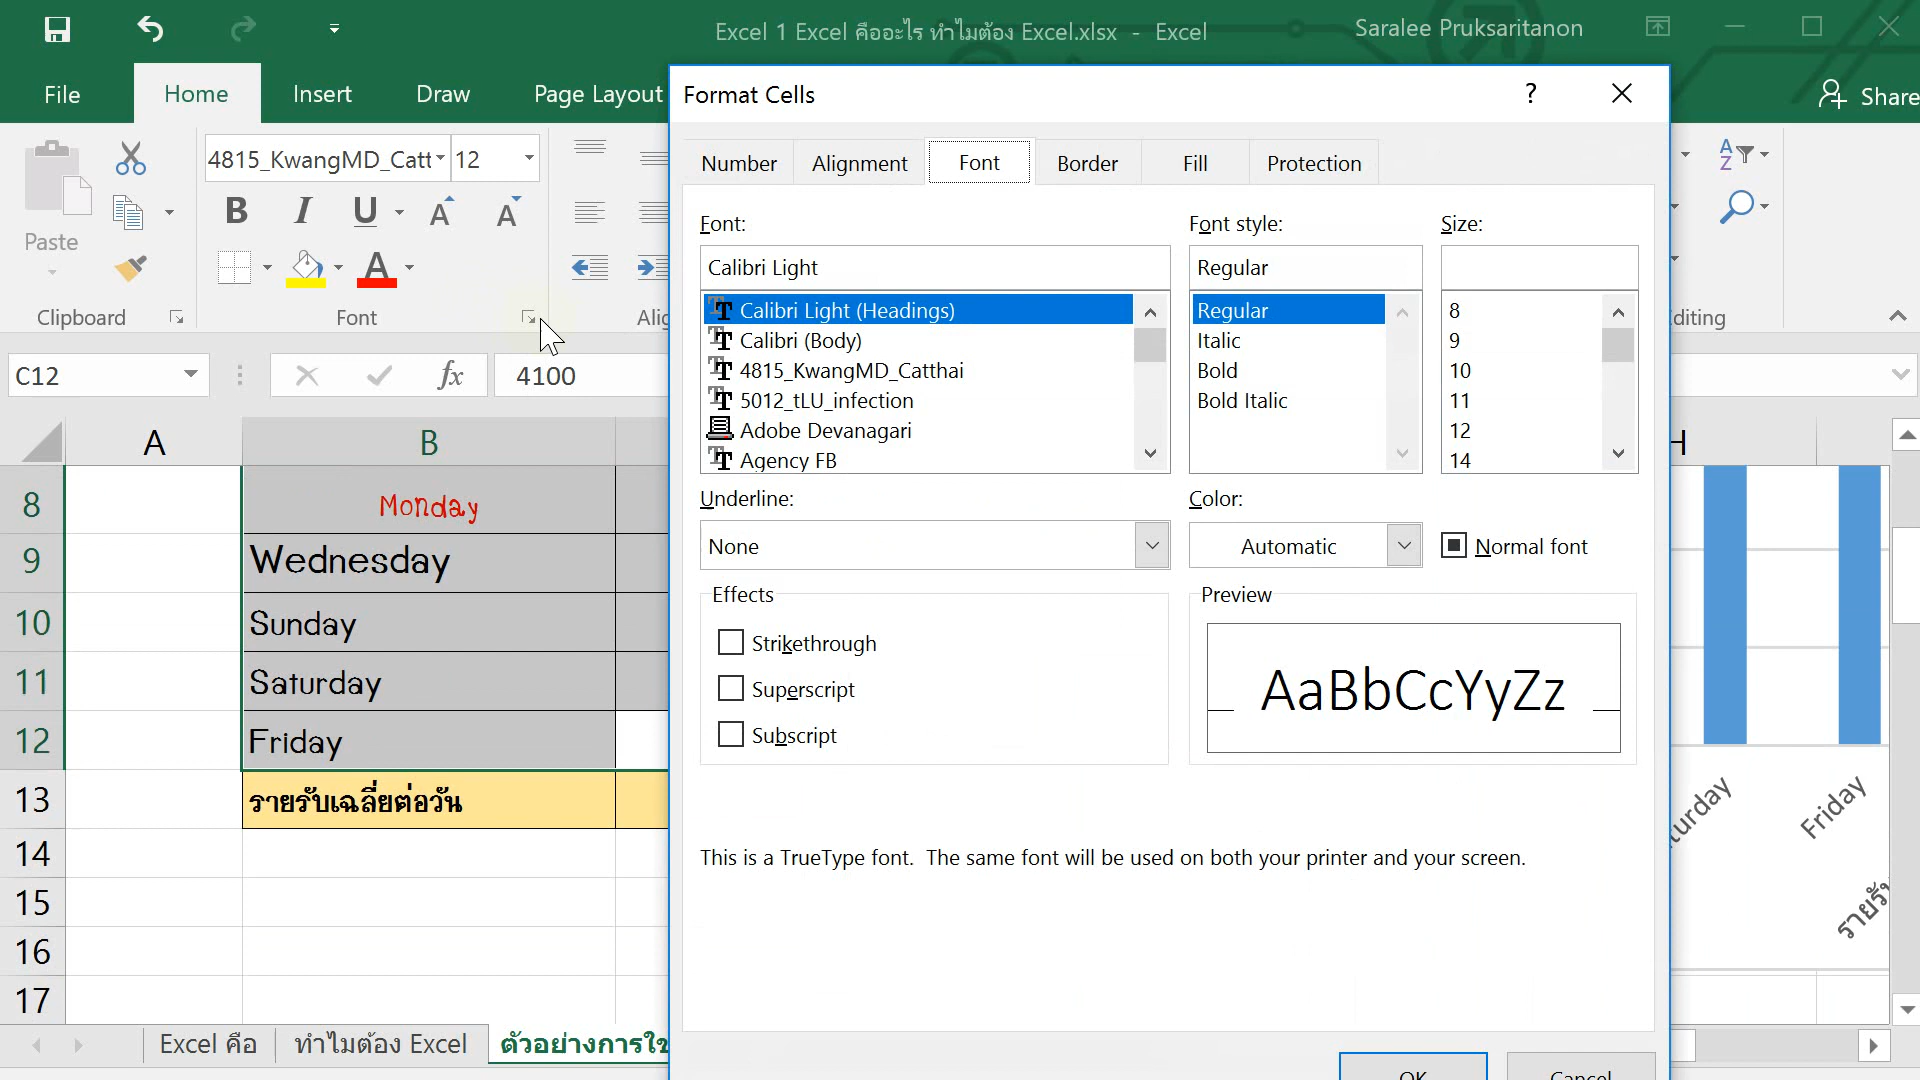 Excel 1 Excel คืออะไร ทำไมต้อง Excel.xlsx - Excel
Saralee Pruksaritanon
File
Home
Insert
Draw
Page Layout
Share
Format Cells
?
Number
Alignment
Font
Border
Fill
Protection
Paste
Clipboard
4815_KwangMD_Catt
12
B I U A A
A
Font
Font:
Calibri Light
Calibri Light (Headings)
Calibri (Body)
4815_KwangMD_Catthai
5012_tLU_infection
Adobe Devanagari
Agency FB
Font style:
Regular
Regular
Italic
Bold
Bold Italic
Size:
8
9
10
11
12
14
Underline:
None
Color:
Automatic
Normal font
Effects
Strikethrough
Superscript
Subscript
Preview
AaBbCcYyZz
This is a TrueType font. The same font will be used on both your printer and your screen.
OK
Cancel
C12
fx
4100
A
B
H
8
Monday
9
Wednesday
10
Sunday
11
Saturday
12
Friday
13
รายรับเฉลี่ยต่อวัน
14
15
16
17
Friday
Excel คือ
ทำไมต้อง Excel